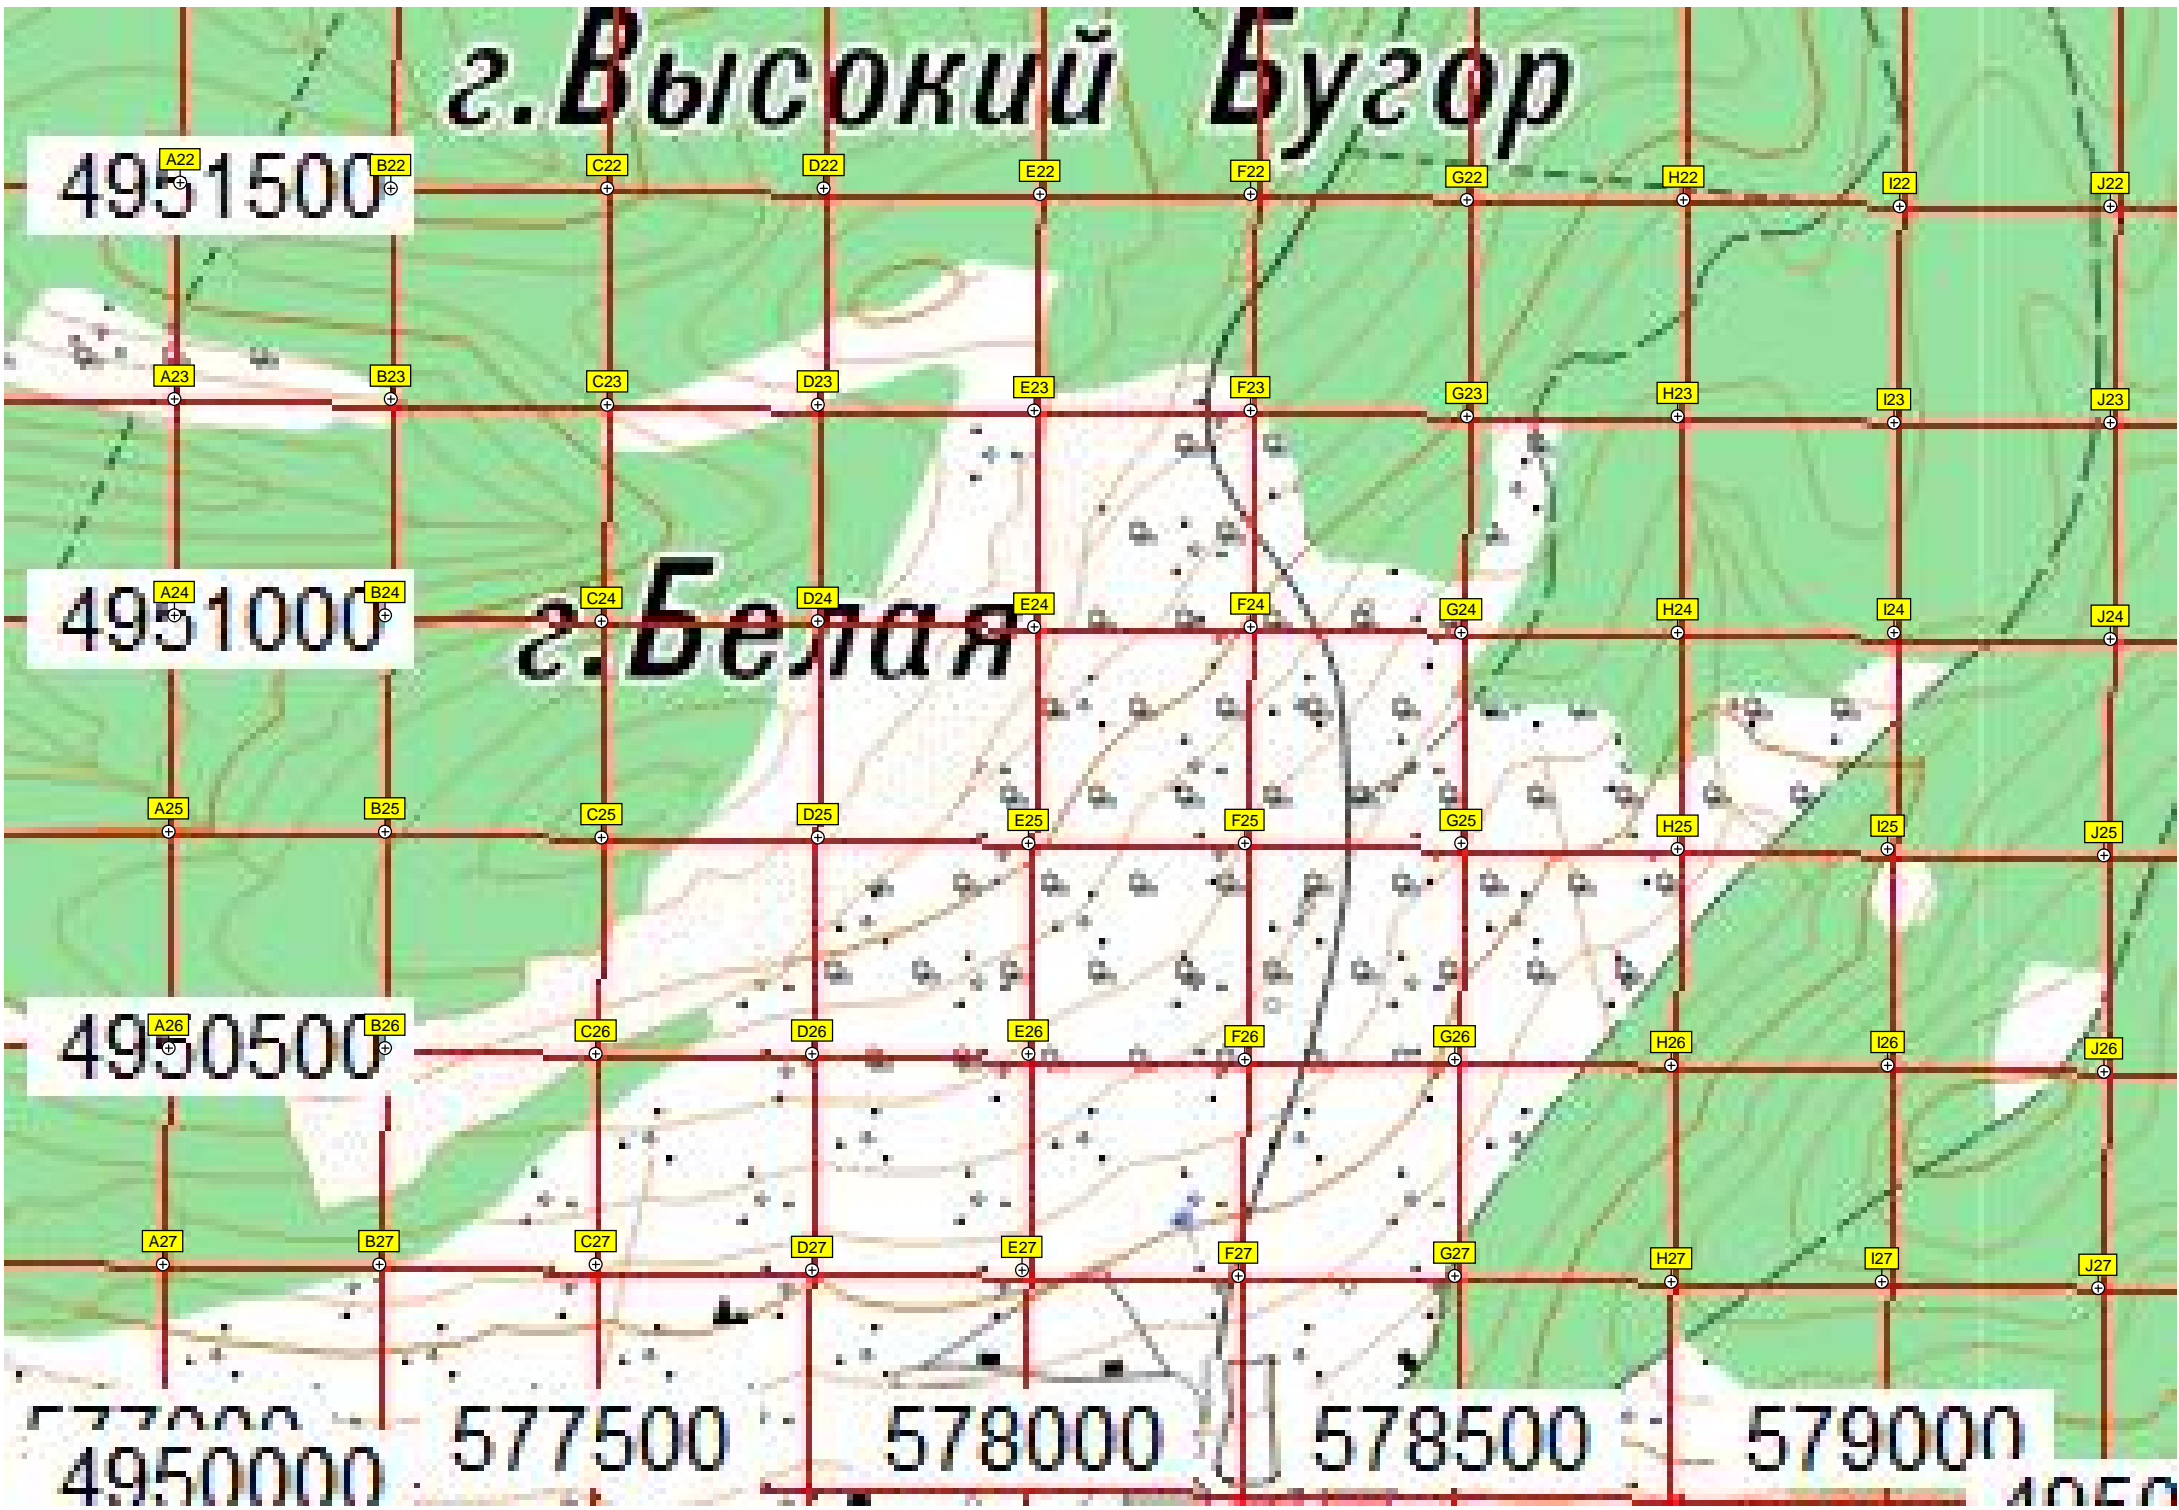 г.Высокий Бугор
A22 B22 C22 D22 E22 F22 G22 H22 I22 J22
4951500
A23 B23 C23 D23 E23 F23 G23 H23 I23 J23
A24 B24 C24 D24 E24 F24 G24 H24 I24 J24
4951000
г.Белая
A25 B25 C25 D25 E25 F25 G25 H25 I25 J25
A26 B26 C26 D26 E26 F26 G26 H26 I26 J26
4950500
A27 B27 C27 D27 E27 F27 G27 H27 I27 J27
577500 578000 578500 579000
4950000